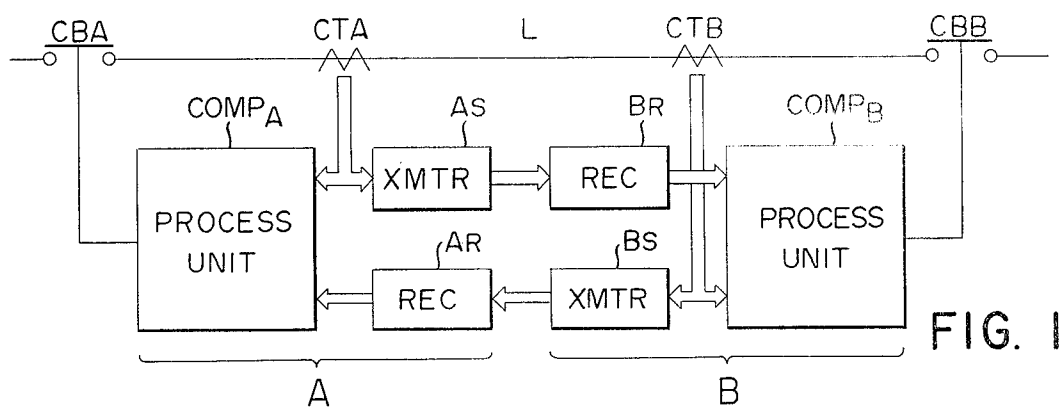 CBA CTA L CTB CBB
COMPA AS BR COMPB
PROCESS UNIT
XMTR
REC
PROCESS UNIT
AR BS
REC
XMTR
FIG. 1
A B